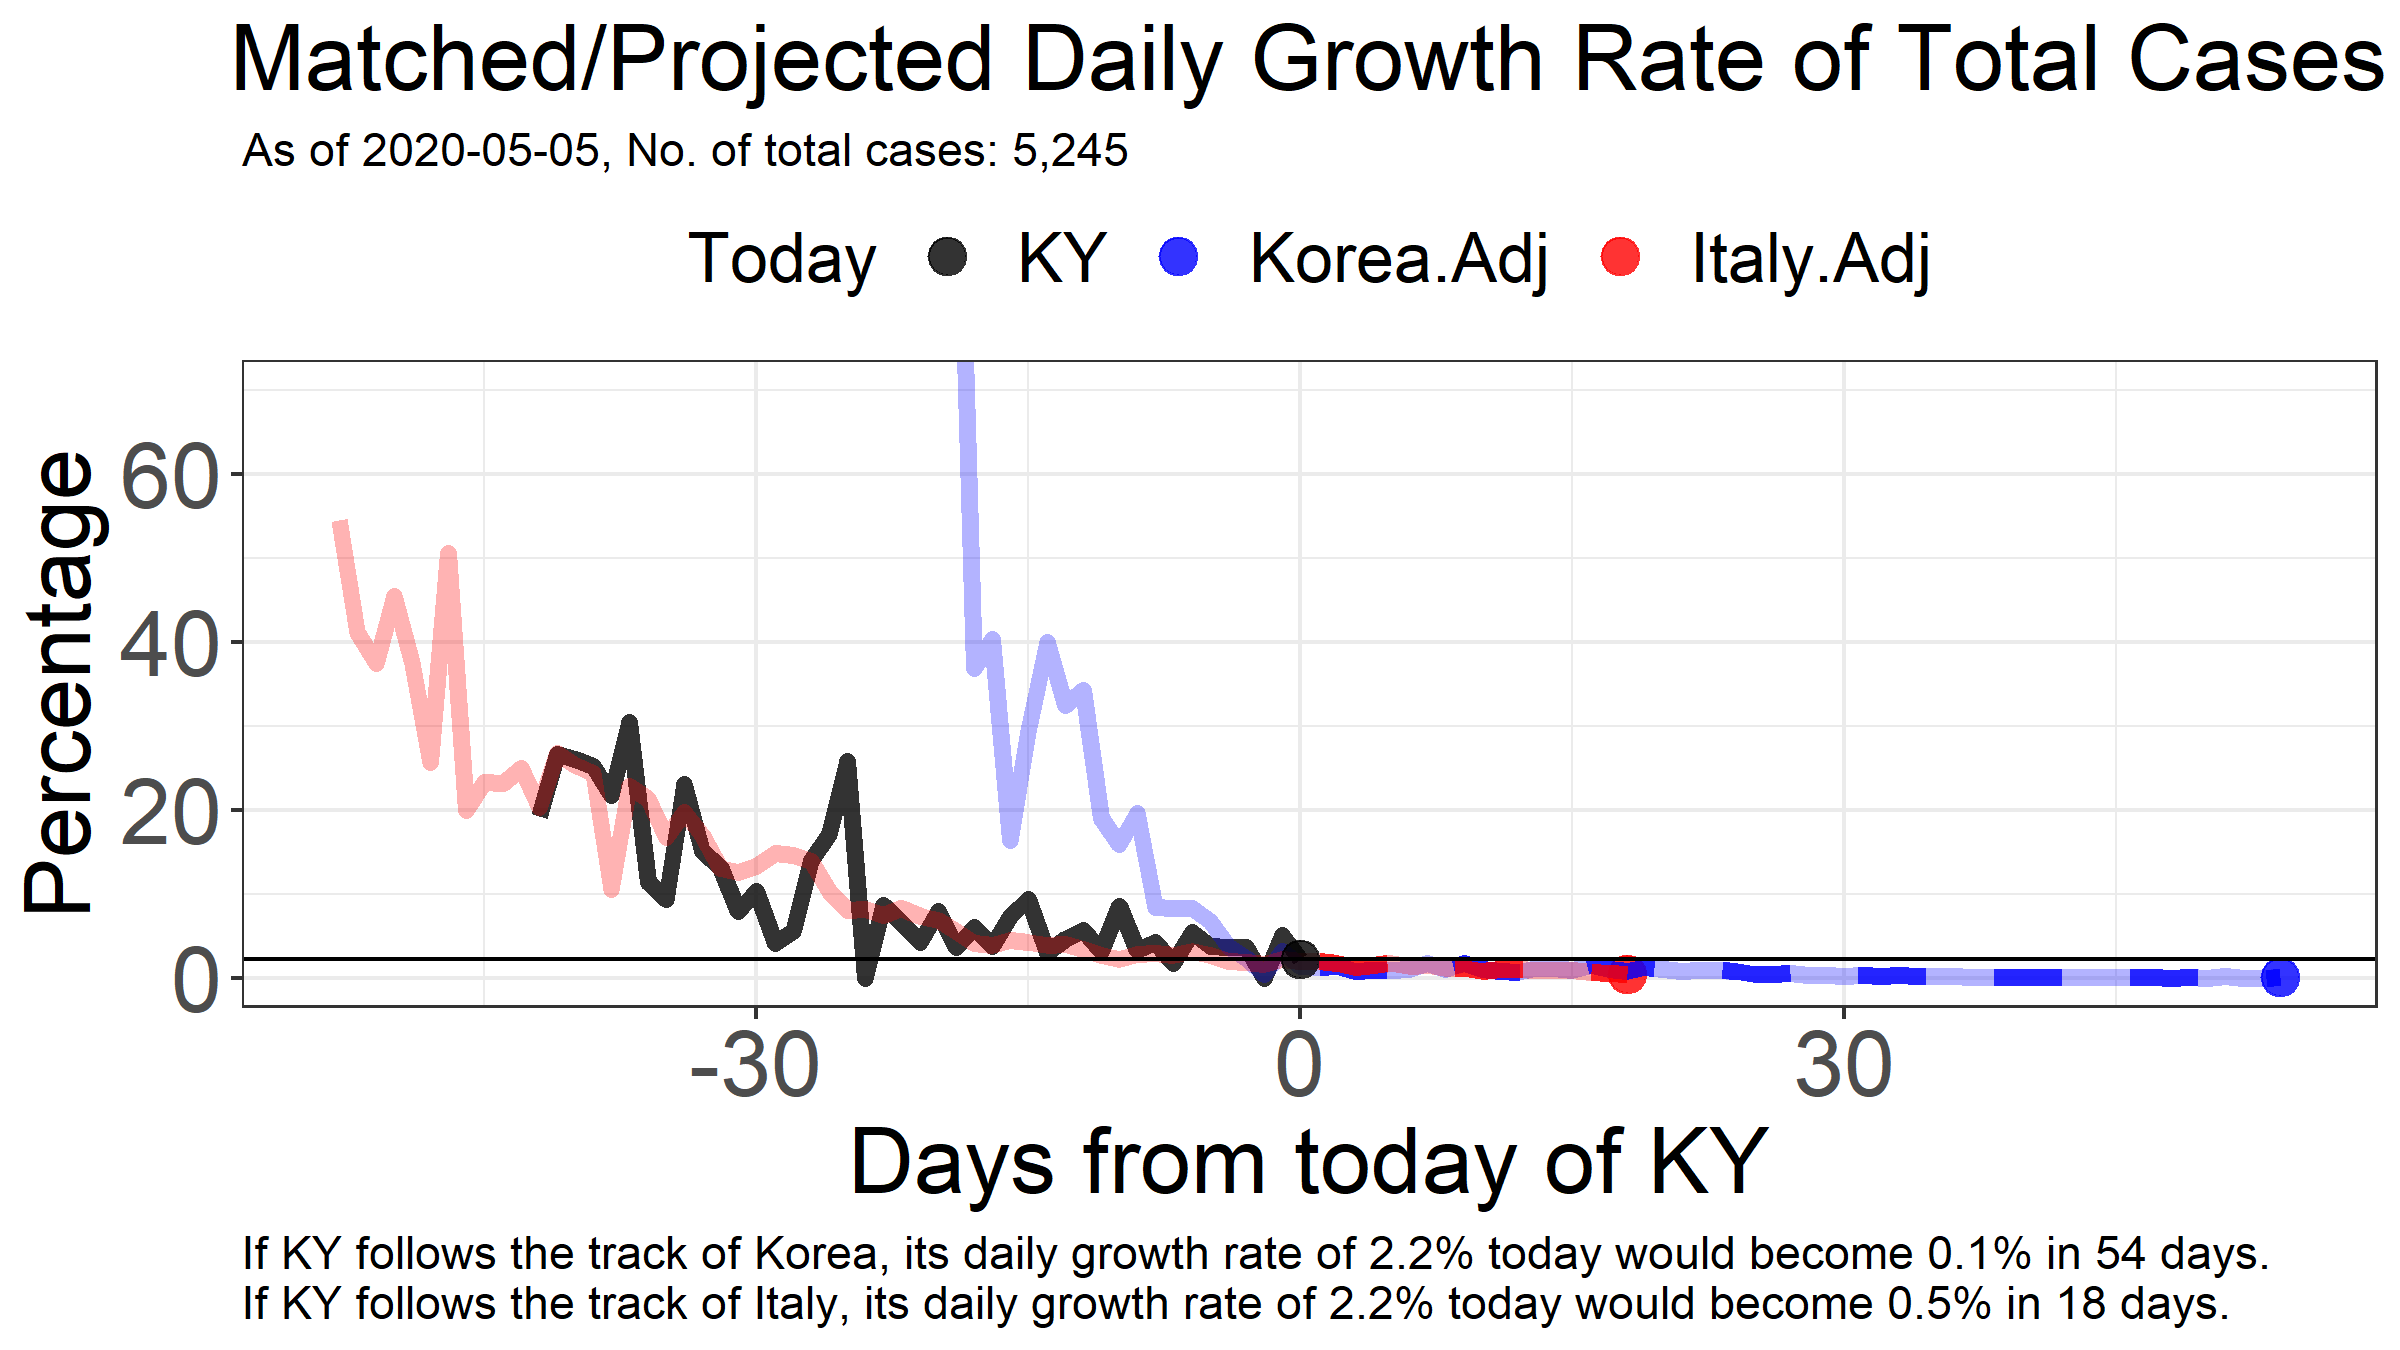 Matched/Projected Daily Growth Rate of Total Cases
As of 2020-05-05, No. of total cases: 5,245
Today KY Korea.Adj Italy.Adj
Percentage
60
40
20
0
-30 0 30
Days from today of KY
If KY follows the track of Korea, its daily growth rate of 2.2% today would become 0.1% in 54 days.
If KY follows the track of Italy, its daily growth rate of 2.2% today would become 0.5% in 18 days.